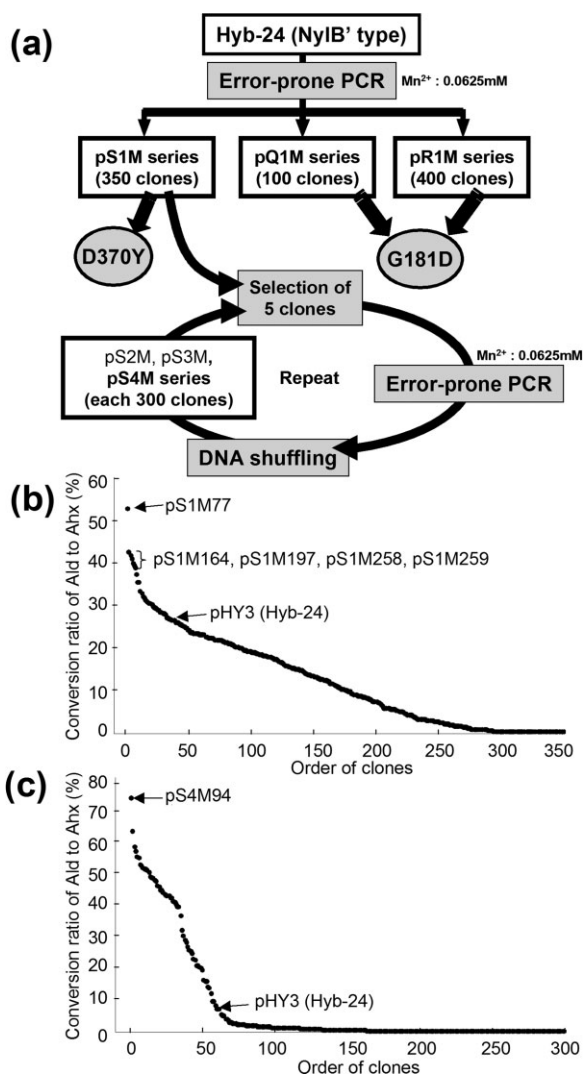 (a)
Hyb-24 (NylB’ type)
Error-prone PCR
Mn²⁺ : 0.0625mM
pS1M series
(350 clones)
pQ1M series
(100 clones)
pR1M series
(400 clones)
D370Y
G181D
Selection of
5 clones
pS2M, pS3M,
pS4M series
(each 300 clones)
Repeat
Mn²⁺ : 0.0625mM
Error-prone PCR
DNA shuffling
(b)
Conversion ratio of Ald to Ahx (%)
60
50
40
30
20
10
0
pS1M77
pS1M164, pS1M197, pS1M258, pS1M259
pHY3 (Hyb-24)
0 50 100 150 200 250 300 350
Order of clones
(c)
Conversion ratio of Ald to Ahx (%)
80
70
60
50
40
30
20
10
0
pS4M94
pHY3 (Hyb-24)
0 50 100 150 200 250 300
Order of clones